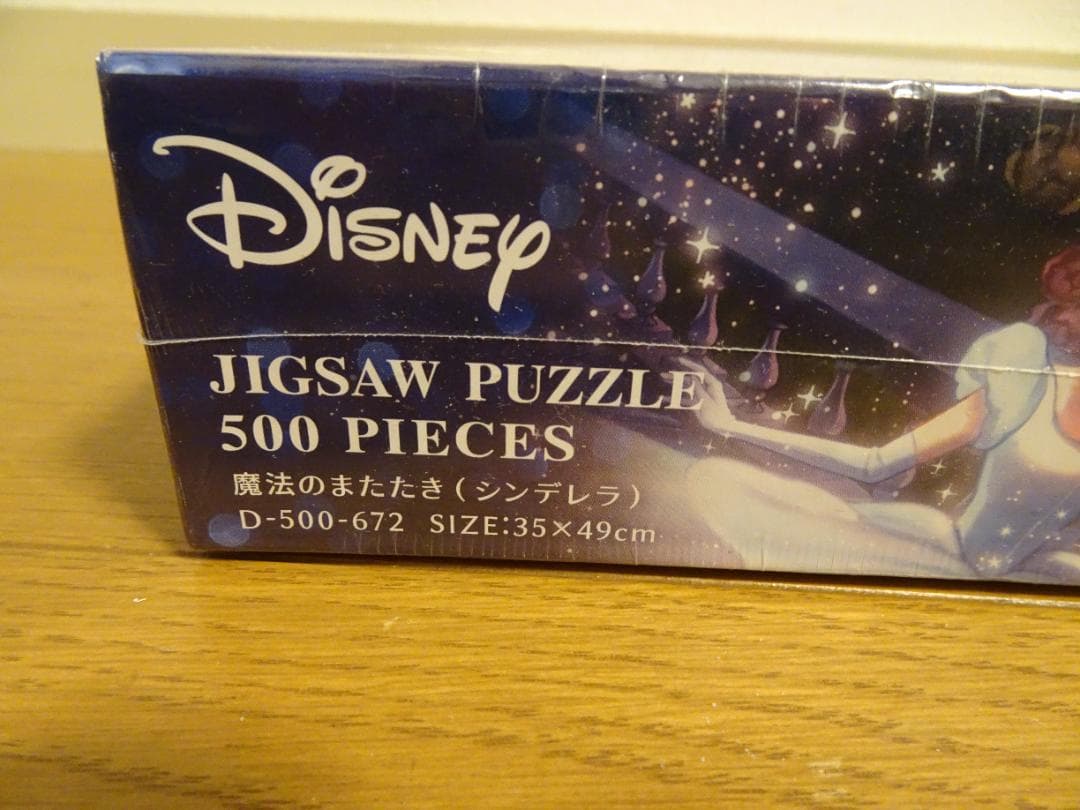 Disney
JIGSAW PUZZLE
500 PIECES
魔法のまたたき(シンデレラ)
D-500-672 SIZE:35×49cm